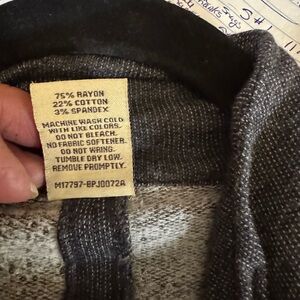 75% RAYON
22% COTTON
3% SPANDEX
MACHINE WASH COLD
WITH LIKE COLORS.
DO NOT BLEACH.
NO FABRIC SOFTENER.
DO NOT WRING.
TUMBLE DRY LOW.
REMOVE PROMPTLY.
M17797-BPJ0072A